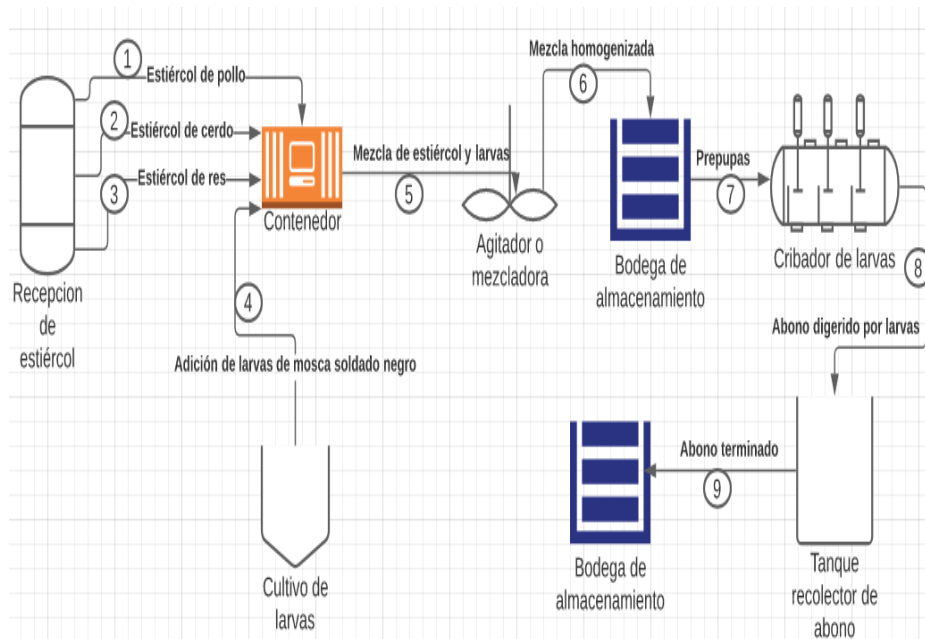 Mezcla homogenizada
1
Estiércol de pollo
6
2
Estiércol de cerdo
Mezcla de estiércol y larvas
Prepupas
3
Estiércol de res
5
7
Contenedor
Agitador o
mezcladora
Bodega de
almacenamiento
Cribador de larvas
8
Recepcion
de
estiércol
4
Abono digerido por larvas
Adición de larvas de mosca soldado negro
Abono terminado
9
Cultivo de
larvas
Bodega de
almacenamiento
Tanque
recolector de
abono